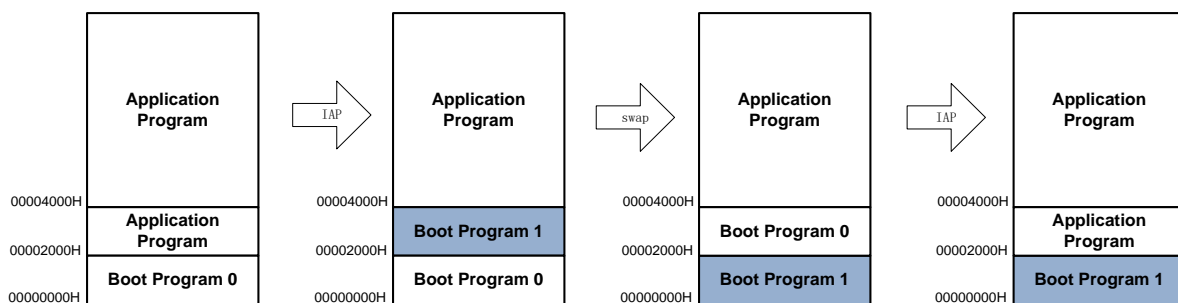 Application
Program
00004000H
Application
Program
00002000H
Boot Program 0
00000000H
IAP
Application
Program
00004000H
Boot Program 1
00002000H
Boot Program 0
00000000H
swap
Application
Program
00004000H
Boot Program 0
00002000H
Boot Program 1
00000000H
IAP
Application
Program
00004000H
Application
Program
00002000H
Boot Program 1
00000000H